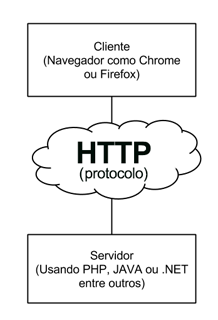 Cliente
(Navegador como Chrome
ou Firefox)
HTTP
(protocolo)
Servidor
(Usando PHP, JAVA ou .NET
entre outros)